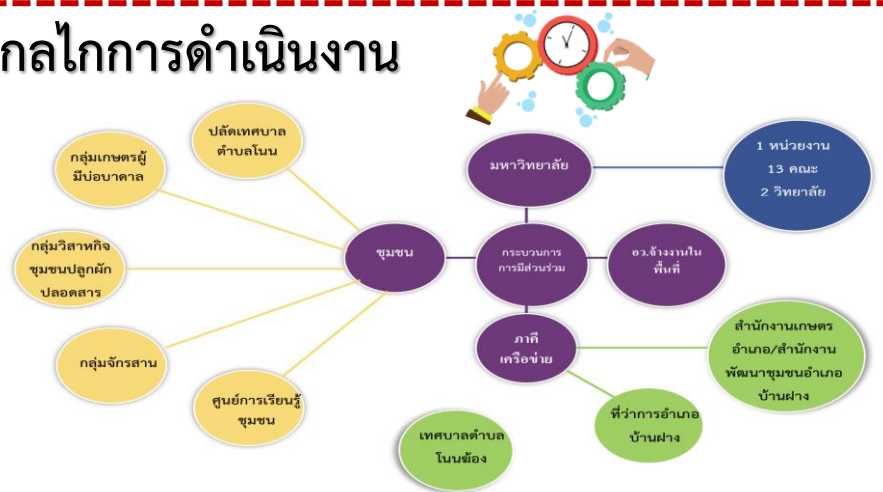 กลไกการดำเนินงาน
ปลัดเทศบาล
ตำบลโนน
กลุ่มเกษตรผู้
มีบ่อบาดาล
กลุ่มวิสาหกิจ
ชุมชนปลูกผัก
ปลอดสาร
กลุ่มจักรสาน
ศูนย์การเรียนรู้
ชุมชน
ชุมชน
มหาวิทยาลัย
กระบวนการ
การมีส่วนร่วม
อว.จ้างงานใน
พื้นที่
ภาคี
เครือข่าย
1 หน่วยงาน
13 คณะ
2 วิทยาลัย
สำนักงานเกษตร
อำเภอ/สำนักงาน
พัฒนาชุมชนอำเภอ
บ้านฝาง
ที่ว่าการอำเภอ
บ้านฝาง
เทศบาลตำบล
โนนฆ้อง